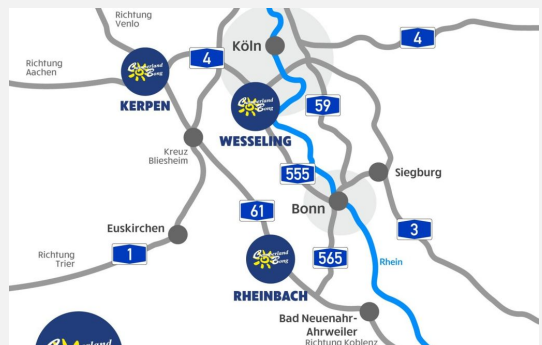 Richtung
Venlo
Köln
4
4
Richtung
Aachen
KERPEN
59
WESSELING
Kreuz
Bliesheim
555
Siegburg
61
Bonn
Euskirchen
3
Richtung
Trier
1
565
Rhein
RHEINBACH
Bad Neuenahr-
Ahrweiler
Richtung Koblenz